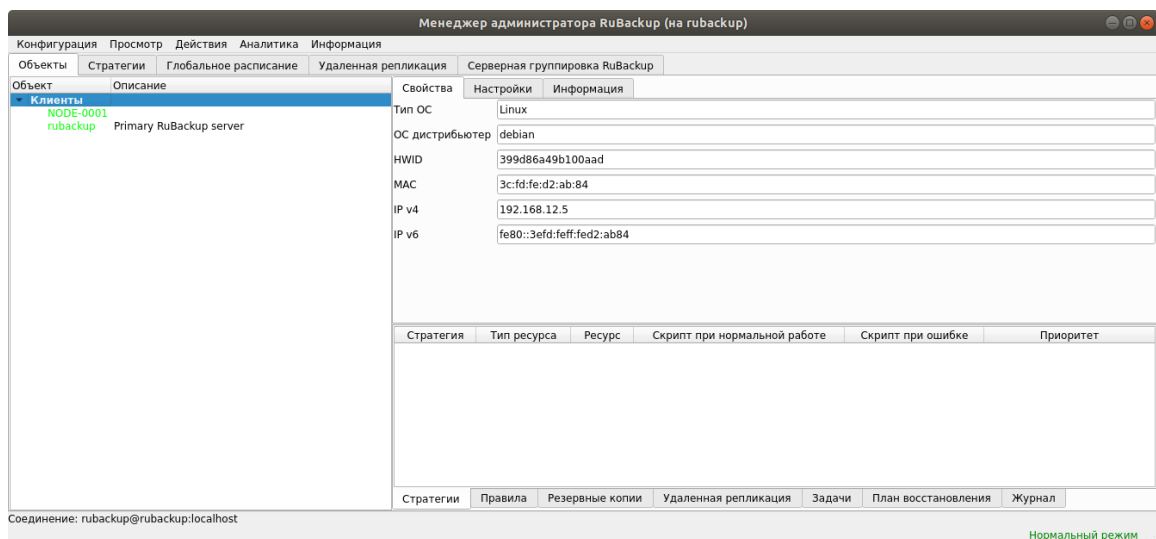 Менеджер администратора RuBackup (на rubackup)
Конфигурация Просмотр Действия Аналитика Информация
Объекты Стратегии Глобальное расписание Удаленная репликация Серверная группировка RuBackup
Объект Описание
Клиенты
NODE-0001
rubackup Primary RuBackup server
Свойства Настройки Информация
Тип ОС Linux
ОС дистрибьютер debian
HWID 399d86a49b100aad
MAC 3c:fd:fe:d2:ab:84
IP v4 192.168.12.5
IP v6 fe80::3efd:feff:fed2:ab84
Стратегия Тип ресурса Ресурс Скрипт при нормальной работе Скрипт при ошибке Приоритет
Стратегии Правила Резервные копии Удаленная репликация Задачи План восстановления Журнал
Соединение: rubackup@rubackup:localhost
Нормальный режим